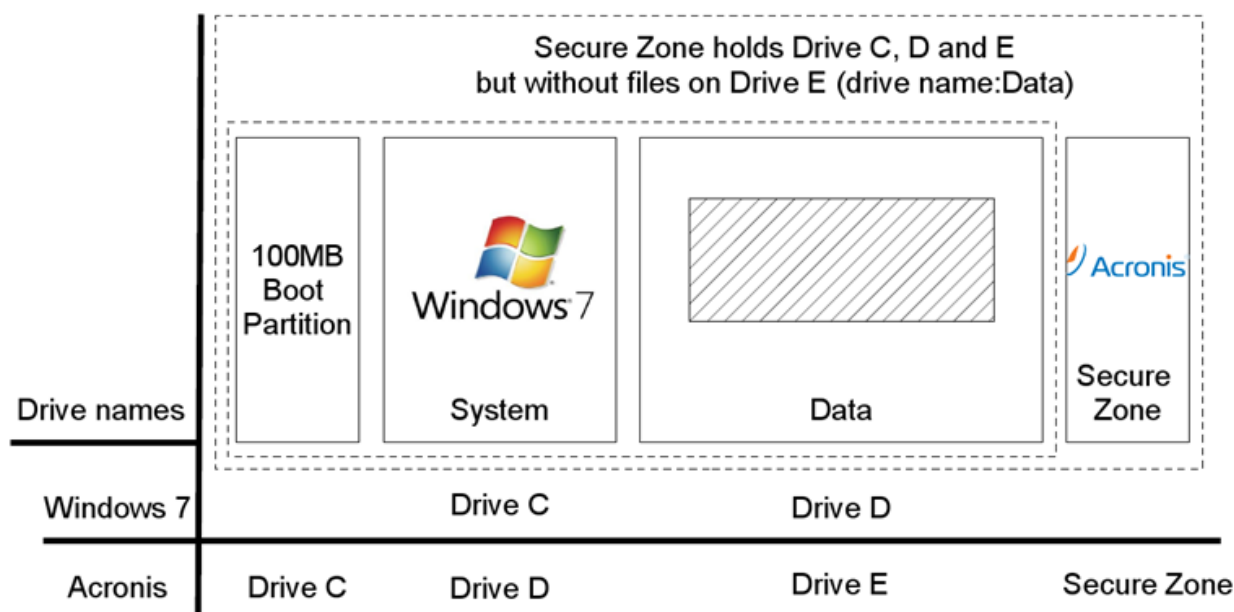 Secure Zone holds Drive C, D and E
but without files on Drive E (drive name:Data)
100MB
Boot
Partition
Windows 7
System
Data
Acronis
Secure
Zone
Drive names
Windows 7
Drive C
Drive D
Acronis
Drive C
Drive D
Drive E
Secure Zone